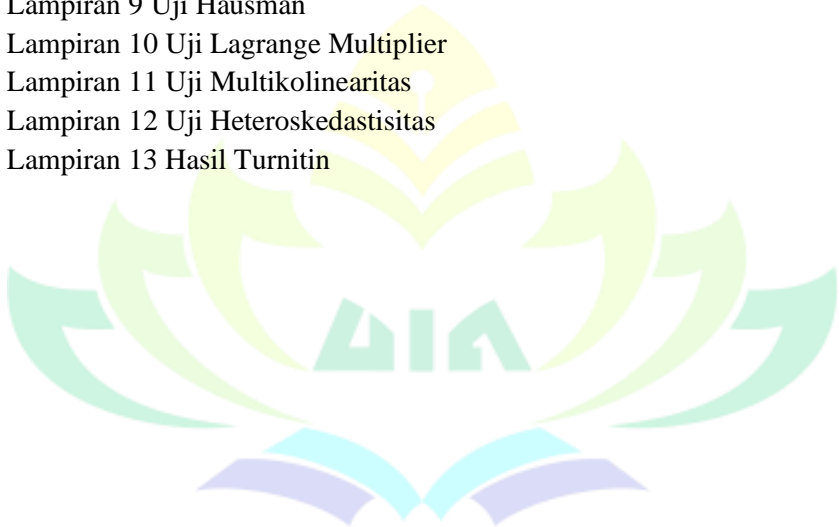 Lampiran 9 Uji Hausman
Lampiran 10 Uji Lagrange Multiplier
Lampiran 11 Uji Multikolinearitas
Lampiran 12 Uji Heteroskedastisitas
Lampiran 13 Hasil Turnitin
UIN